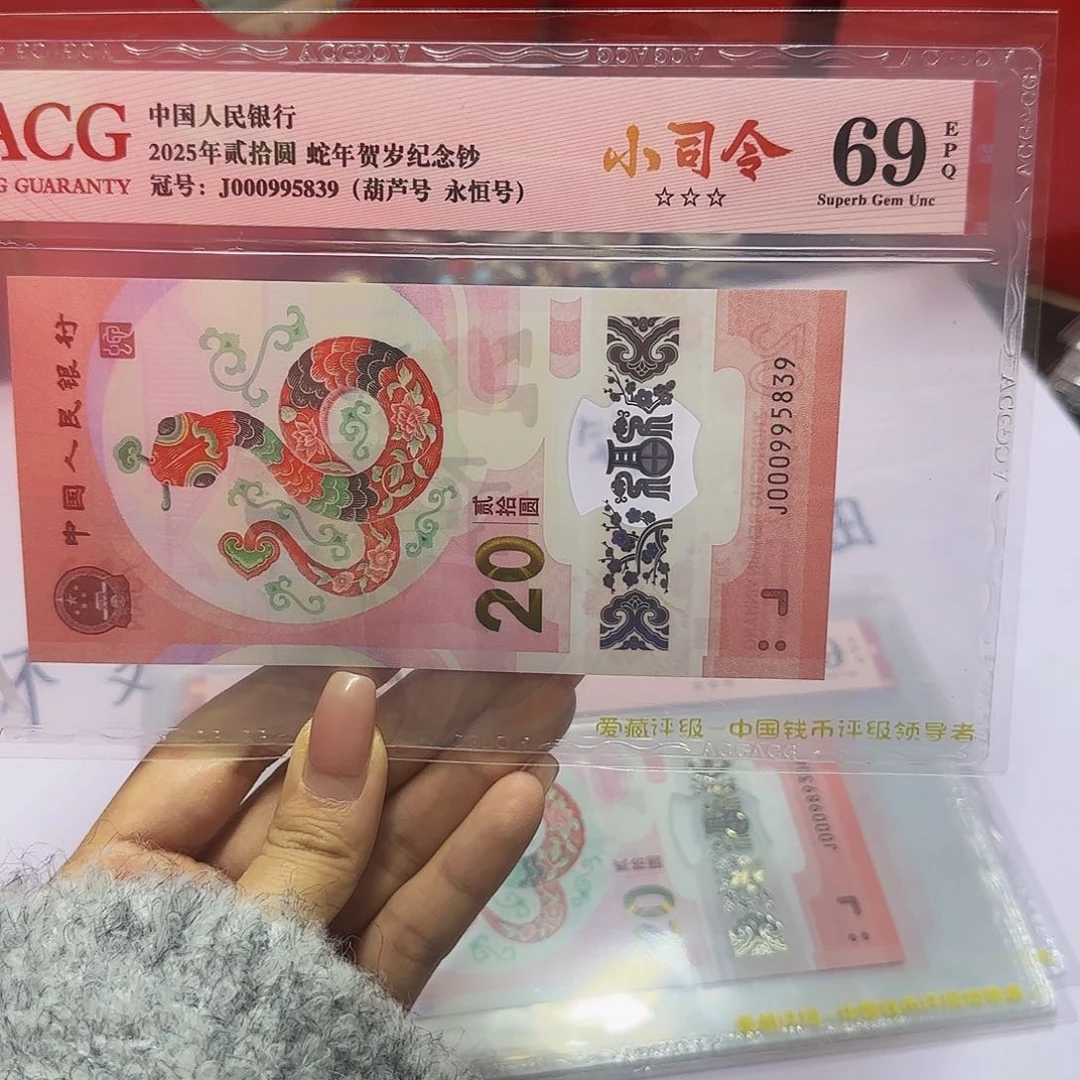 ACG
GUARANTY
中国人民银行
2025年贰拾圆 蛇年贺岁纪念钞
冠号：J000995839（葫芦号 永恒号）
小司令
☆☆☆
69
EPQ
Superb Gem Unc
中国人民银行
贰拾圓
20
J000995839
爱藏评级—中国钱币评级领导者
ACGACG
20